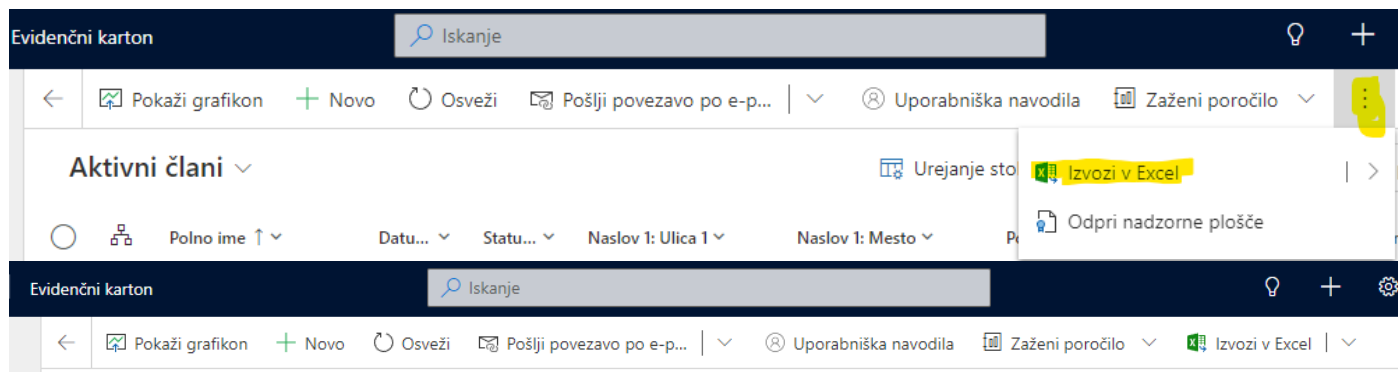 Evidenčni karton Iskanje
Pokaži grafikon Novo Osveži Pošlji povezavo po e-p... Uporabniška navodila Zaženi poročilo
Aktivni člani Urejanje sto
Izvozi v Excel
Odpri nadzorne plošče
Polno ime Datu... Statu... Naslov 1: Ulica 1 Naslov 1: Mesto
Evidenčni karton Iskanje
Pokaži grafikon Novo Osveži Pošlji povezavo po e-p... Uporabniška navodila Zaženi poročilo Izvozi v Excel